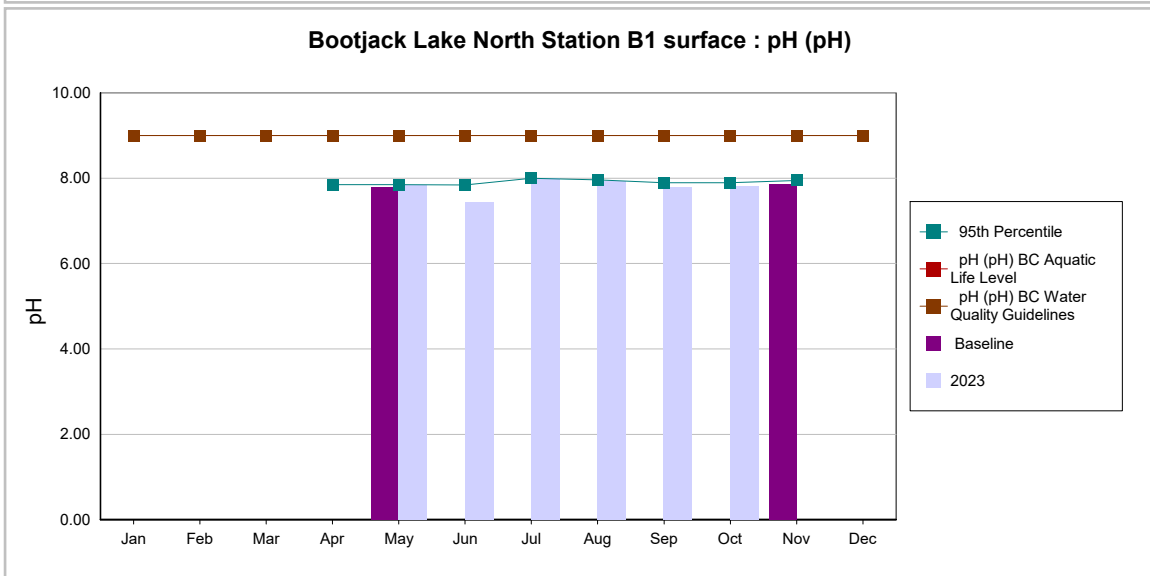 Bootjack Lake North Station B1 surface : pH (pH)
10.00
8.00
6.00
4.00
2.00
0.00
pH
Jan Feb Mar Apr May Jun Jul Aug Sep Oct Nov Dec
95th Percentile
pH (pH) BC Aquatic
Life Level
pH (pH) BC Water
Quality Guidelines
Baseline
2023